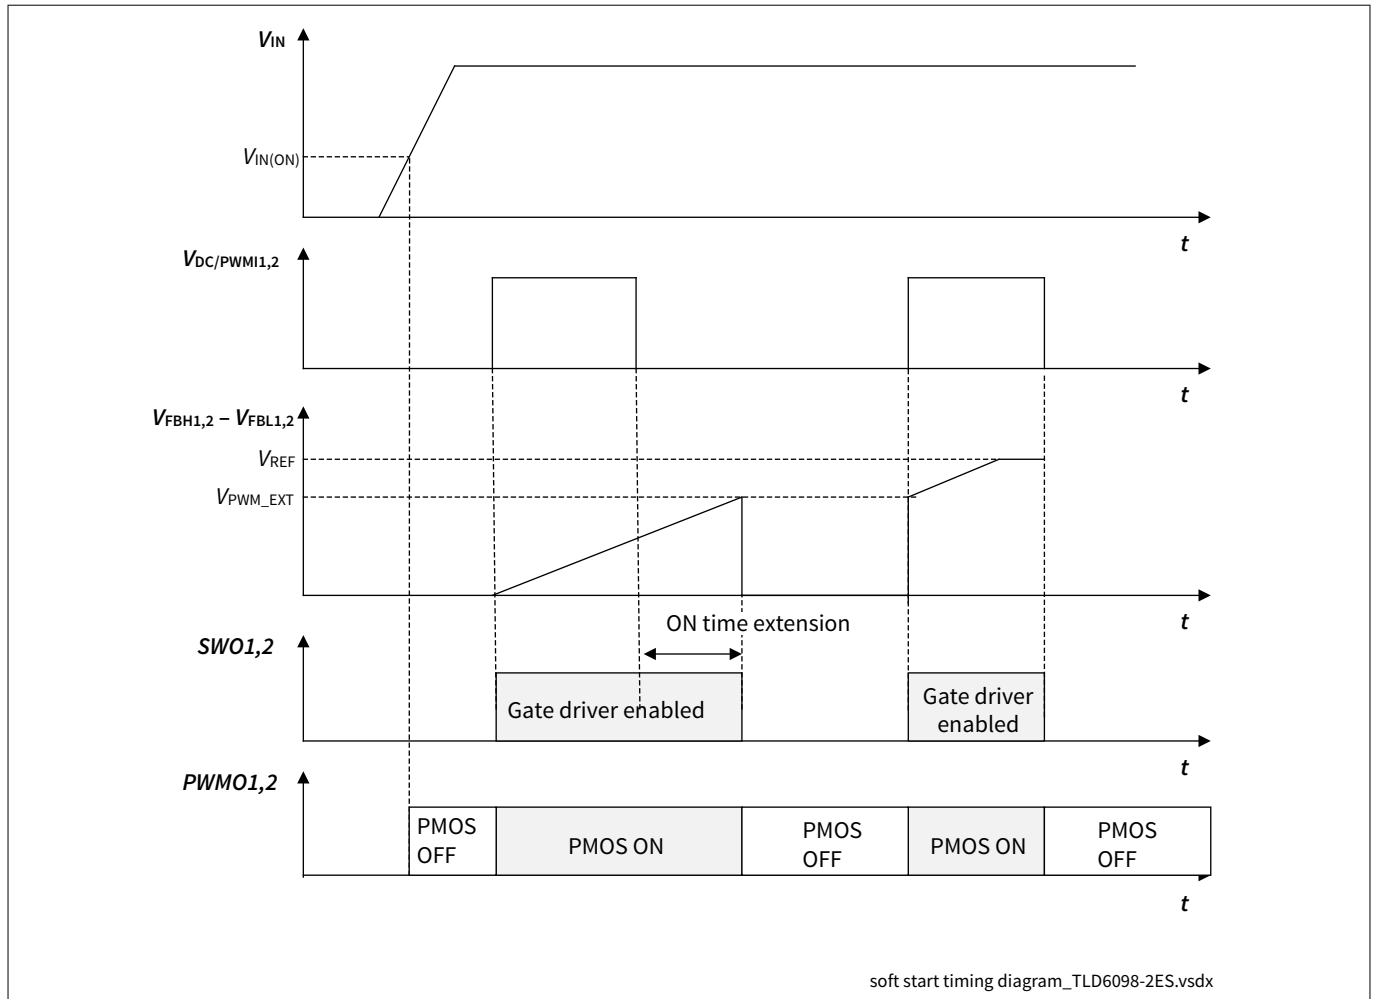 VIN
VIN(ON)
t
VDC/PWMI1,2
t
VFBH1,2 – VFBL1,2
VREF
VPWM_EXT
t
ON time extension
SWO1,2
Gate driver enabled
Gate driver
enabled
t
PWMO1,2
PMOS
OFF
PMOS ON
PMOS
OFF
PMOS ON
PMOS
OFF
t
soft start timing diagram_TLD6098-2ES.vsdx